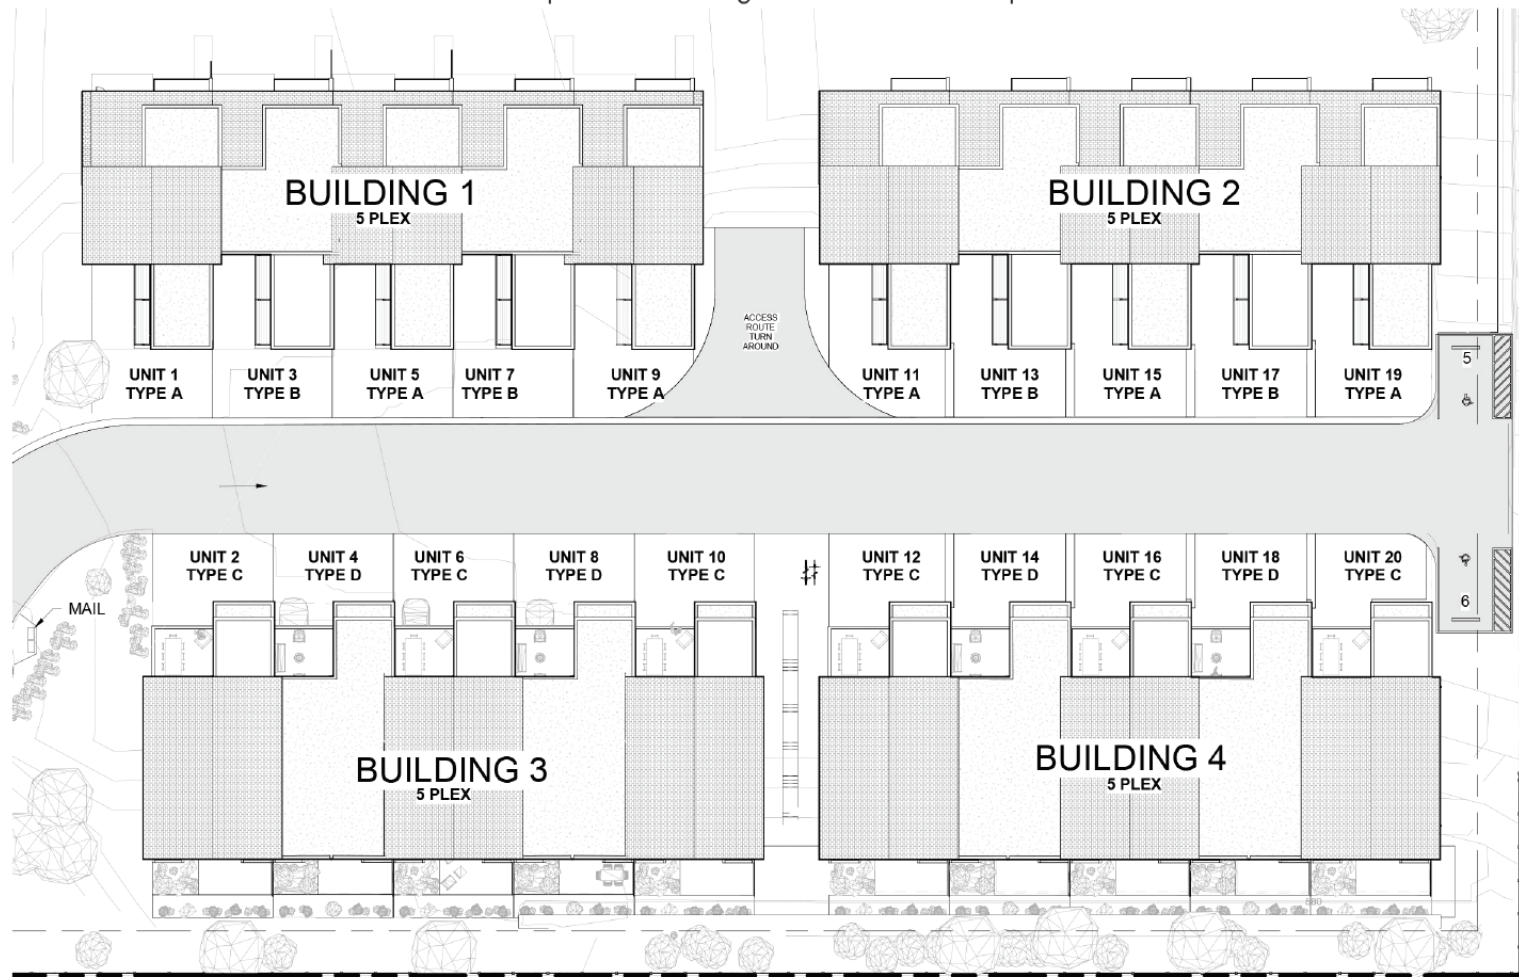 BUILDING 1
5 PLEX
BUILDING 2
5 PLEX
ACCESS
ROUTE
TURN
AROUND
UNIT 1
TYPE A
UNIT 3
TYPE B
UNIT 5
TYPE A
UNIT 7
TYPE B
UNIT 9
TYPE A
UNIT 11
TYPE A
UNIT 13
TYPE B
UNIT 15
TYPE A
UNIT 17
TYPE B
UNIT 19
TYPE A
5
UNIT 2
TYPE C
UNIT 4
TYPE D
UNIT 6
TYPE C
UNIT 8
TYPE D
UNIT 10
TYPE C
UNIT 12
TYPE C
UNIT 14
TYPE D
UNIT 16
TYPE C
UNIT 18
TYPE D
UNIT 20
TYPE C
6
MAIL
BUILDING 3
5 PLEX
BUILDING 4
5 PLEX